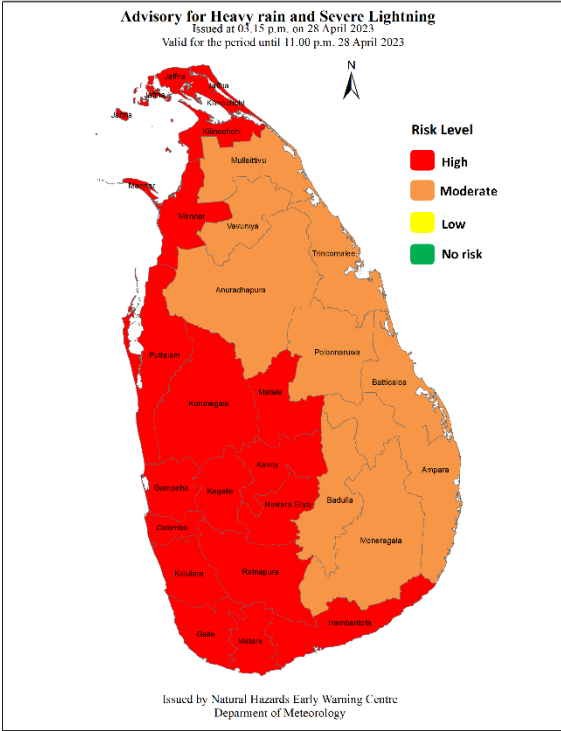 Advisory for Heavy rain and Severe Lightning
Issued at 03.15 p.m. on 28 April 2023
Valid for the period until 11.00 p.m. 28 April 2023
N
Jaffna
Jaffna
Jaffna
Kilinochchi
Jaffna
Kilinochchi
Risk Level
High
Mullaittivu
Mannar
Moderate
Mannar
Vavuniya
Low
Trincomalee
No risk
Anuradhapura
Polonnaruwa
Puttalam
Batticaloa
Matale
Kurunegala
Kandy
Ampara
Gampaha
Kegalle
Nuwara Eliya
Badulla
Colombo
Moneragala
Kalutara
Ratnapura
Hambantota
Galle
Matara
Issued by Natural Hazards Early Warning Centre
Deparment of Meteorology